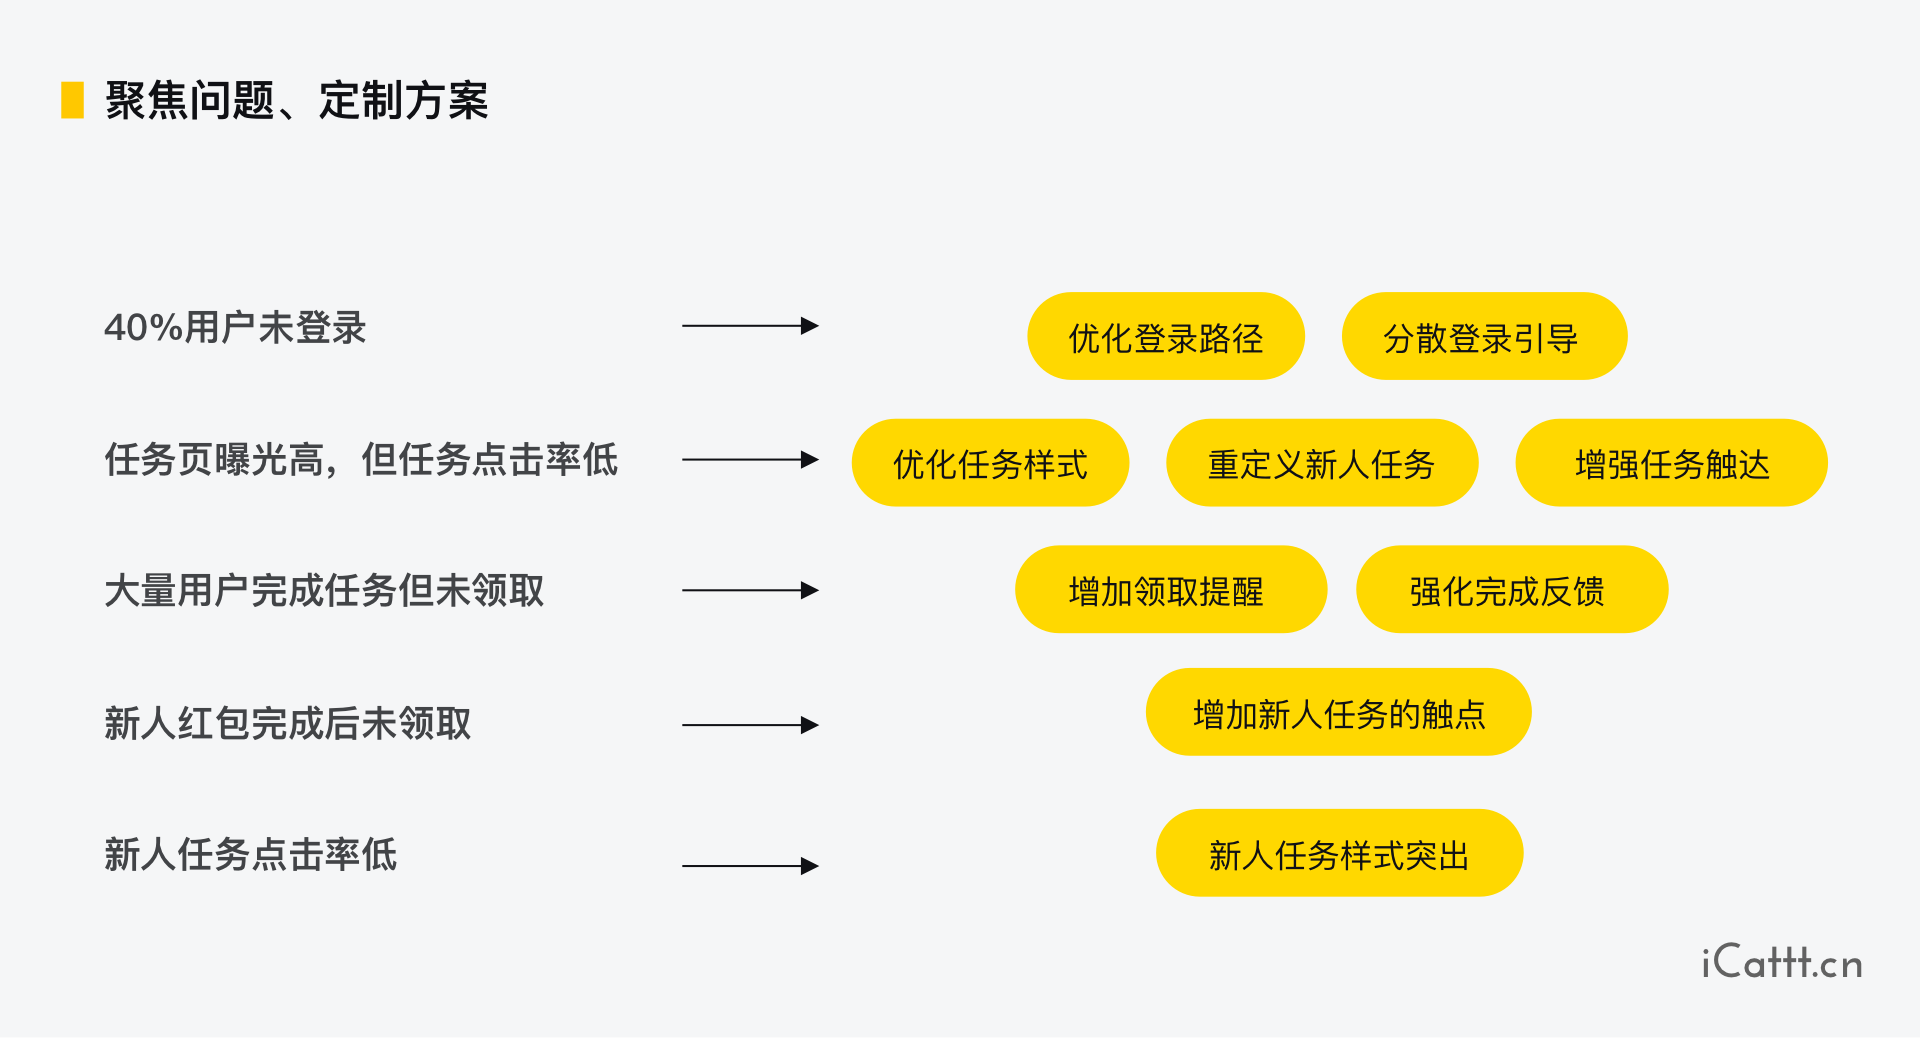 聚焦问题、定制方案
40%用户未登录
优化登录路径
分散登录引导
任务页曝光高，但任务点击率低
优化任务样式
重定义新人任务
增强任务触达
大量用户完成任务但未领取
增加领取提醒
强化完成反馈
新人红包完成后未领取
增加新人任务的触点
新人任务点击率低
新人任务样式突出
iCattt.cn